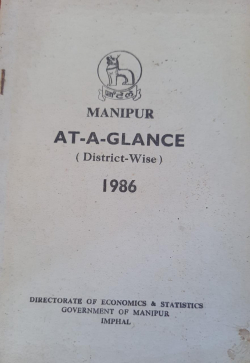 MANIPUR
AT-A-GLANCE
( District-Wise )
1986
DIRECTORATE OF ECONOMICS & STATISTICS
GOVERNMENT OF MANIPUR
IMPHAL